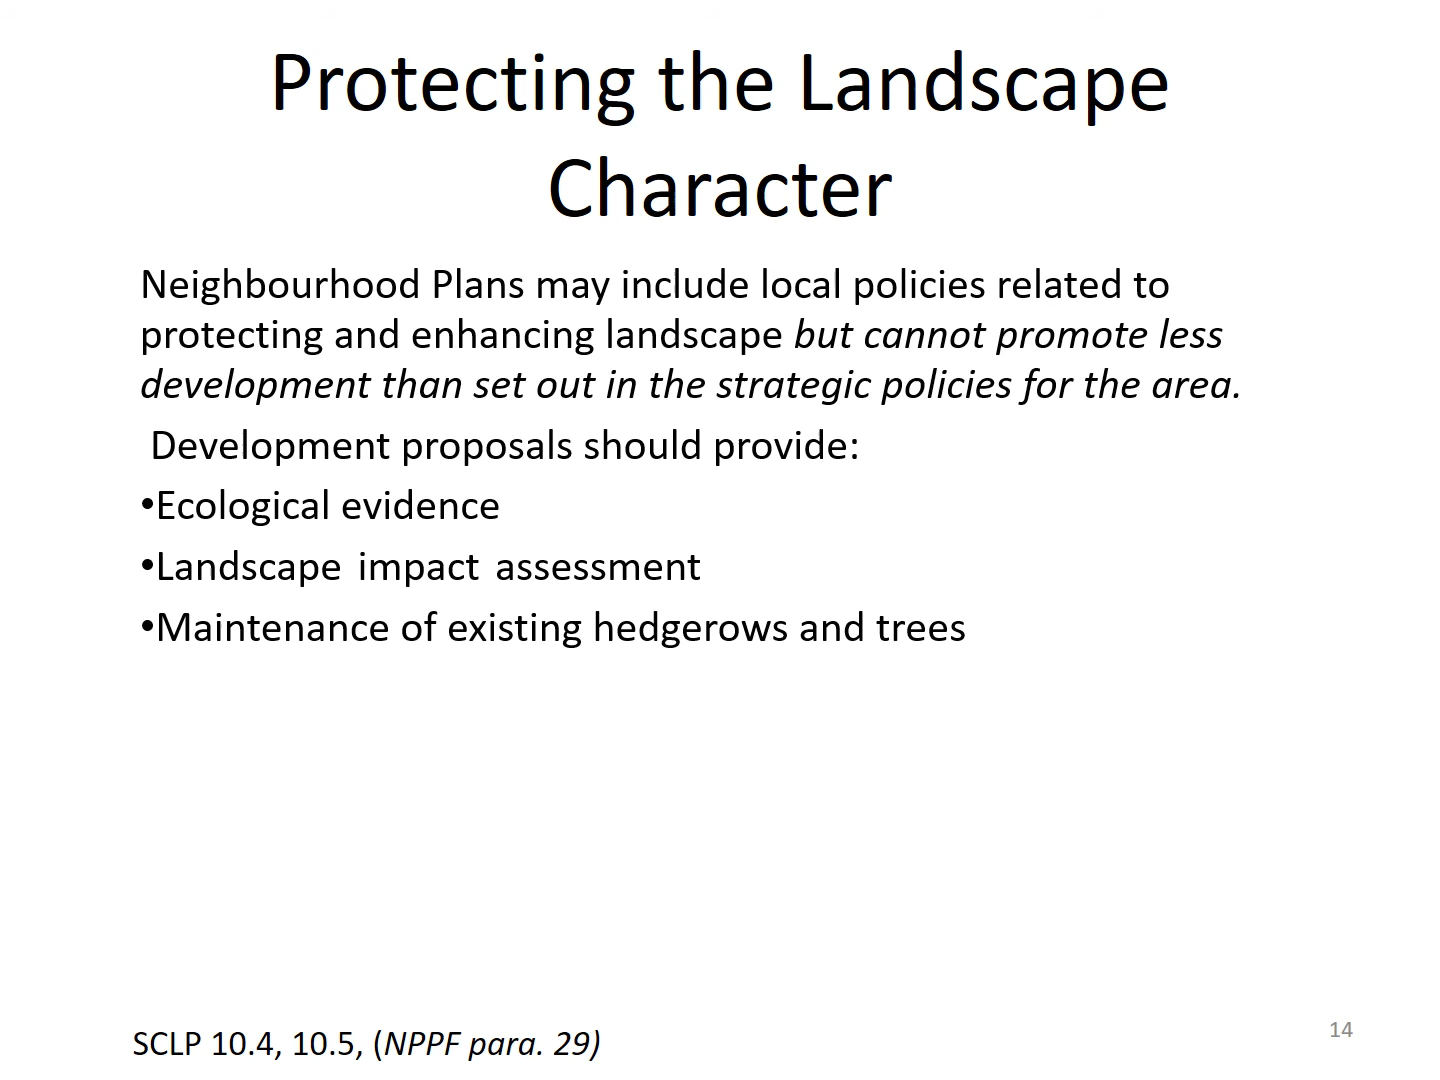 Protecting the Landscape
Character
Neighbourhood Plans may include local policies related to
protecting and enhancing landscape but cannot promote less
development than set out in the strategic policies for the area.
Development proposals should provide:
•Ecological evidence
•Landscape impact assessment
•Maintenance of existing hedgerows and trees
SCLP 10.4, 10.5, (NPPF para. 29)
14